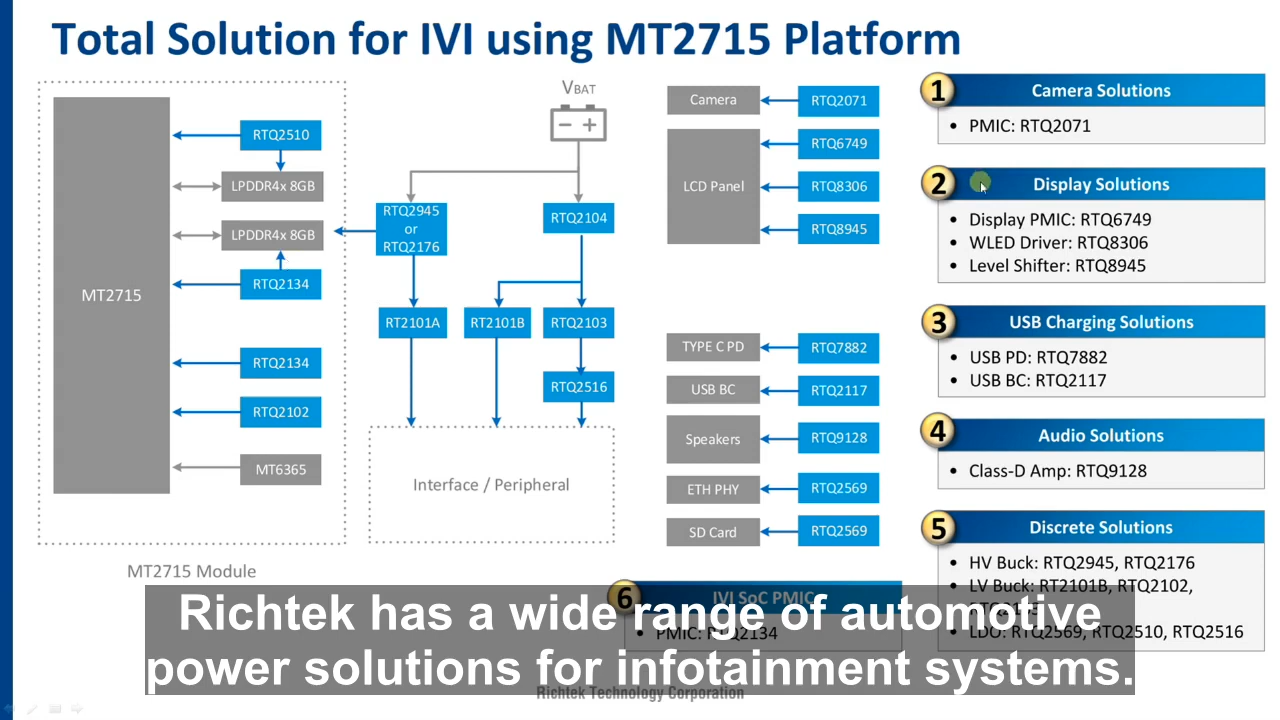 Total Solution for IVI using MT2715 Platform
MT2715
RTQ2510
LPDDR4x 8GB
LPDDR4x 8GB
RTQ2134
RTQ2134
RTQ2102
MT6365
MT2715 Module
VBAT
RTQ2945
or
RTQ2176
RTQ2104
RT2101A
RT2101B
RTQ2103
RTQ2516
Interface / Peripheral
Camera
RTQ2071
LCD Panel
RTQ6749
RTQ8306
RTQ8945
TYPE C PD
RTQ7882
USB BC
RTQ2117
Speakers
RTQ9128
ETH PHY
RTQ2569
SD Card
RTQ2569
1 Camera Solutions
• PMIC: RTQ2071
2 Display Solutions
• Display PMIC: RTQ6749
• WLED Driver: RTQ8306
• Level Shifter: RTQ8945
3 USB Charging Solutions
• USB PD: RTQ7882
• USB BC: RTQ2117
4 Audio Solutions
• Class-D Amp: RTQ9128
5 Discrete Solutions
• HV Buck: RTQ2945, RTQ2176
• LV Buck: RT2101B, RTQ2102,
• LDO: RTQ2569, RTQ2510, RTQ2516
6 IVI SoC PMIC
• PMIC: RTQ2134
Richtek has a wide range of automotive
power solutions for infotainment systems.
Richtek Technology Corporation